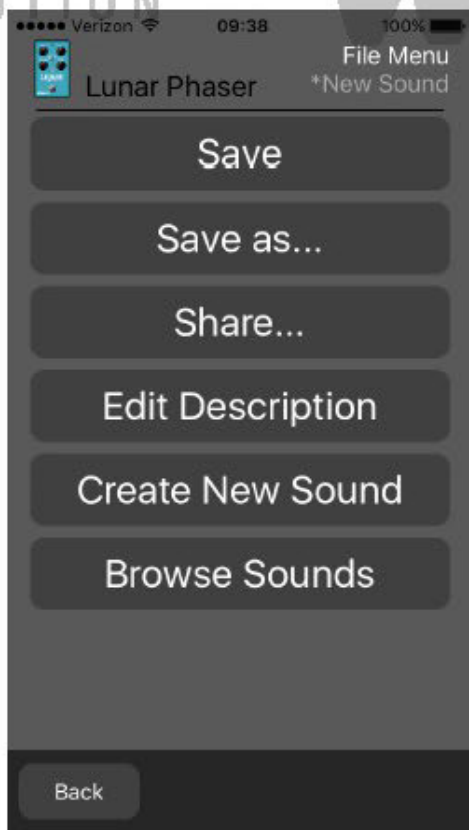 Verizon 09:38 100%
File Menu
Lunar Phaser *New Sound
Save
Save as...
Share...
Edit Description
Create New Sound
Browse Sounds
Back